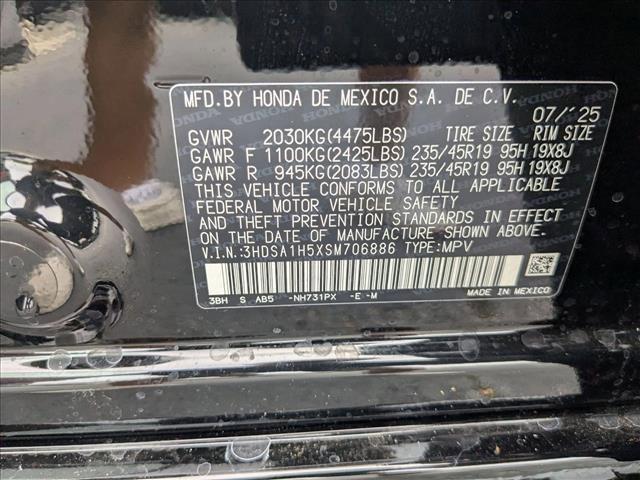 MFD.BY HONDA DE MEXICO S.A. DE C.V.
07/'25
GVWR 2030KG(4475LBS) TIRE SIZE RIM SIZE
GAWR F 1100KG(2425LBS) 235/45R19 95H 19X8J
GAWR R 945KG(2083LBS) 235/45R19 95H 19X8J
THIS VEHICLE CONFORMS TO ALL APPLICABLE
FEDERAL MOTOR VEHICLE SAFETY
AND THEFT PREVENTION STANDARDS IN EFFECT
ON THE DATE OF MANUFACTURE SHOWN ABOVE.
V.I.N.:3HDSA1H5XSM706886 TYPE:MPV
3BH S AB5 -NH731PX -E -M
MADE IN MEXICO